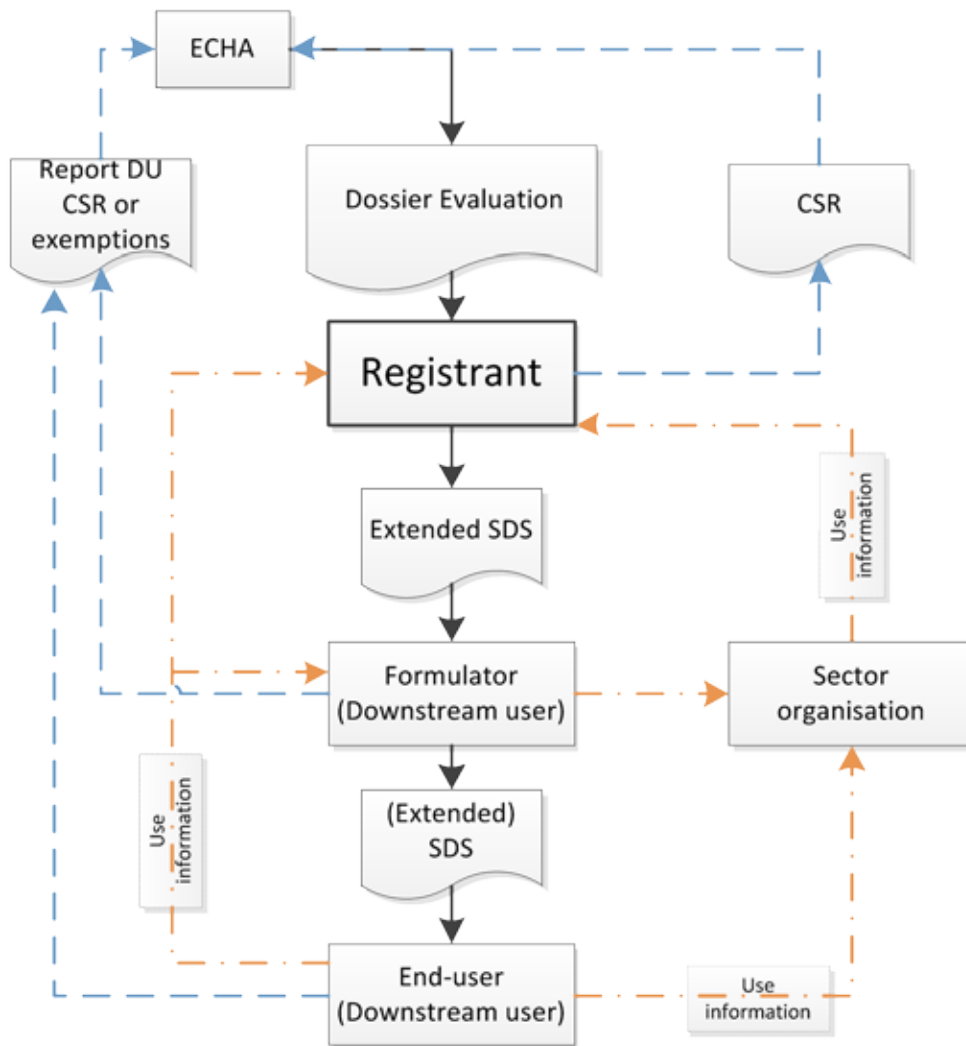 ECHA
Report DU
CSR or
exemptions
Dossier Evaluation
CSR
Registrant
Extended SDS
Use
information
Formulator
(Downstream user)
Sector
organisation
Use
information
(Extended)
SDS
End-user
(Downstream user)
Use
information